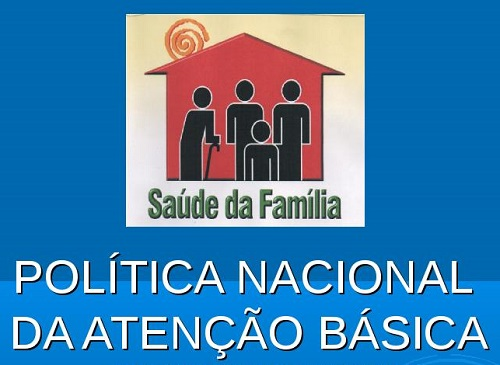 Saúde da Família
POLÍTICA NACIONAL
DA ATENÇÃO BÁSICA